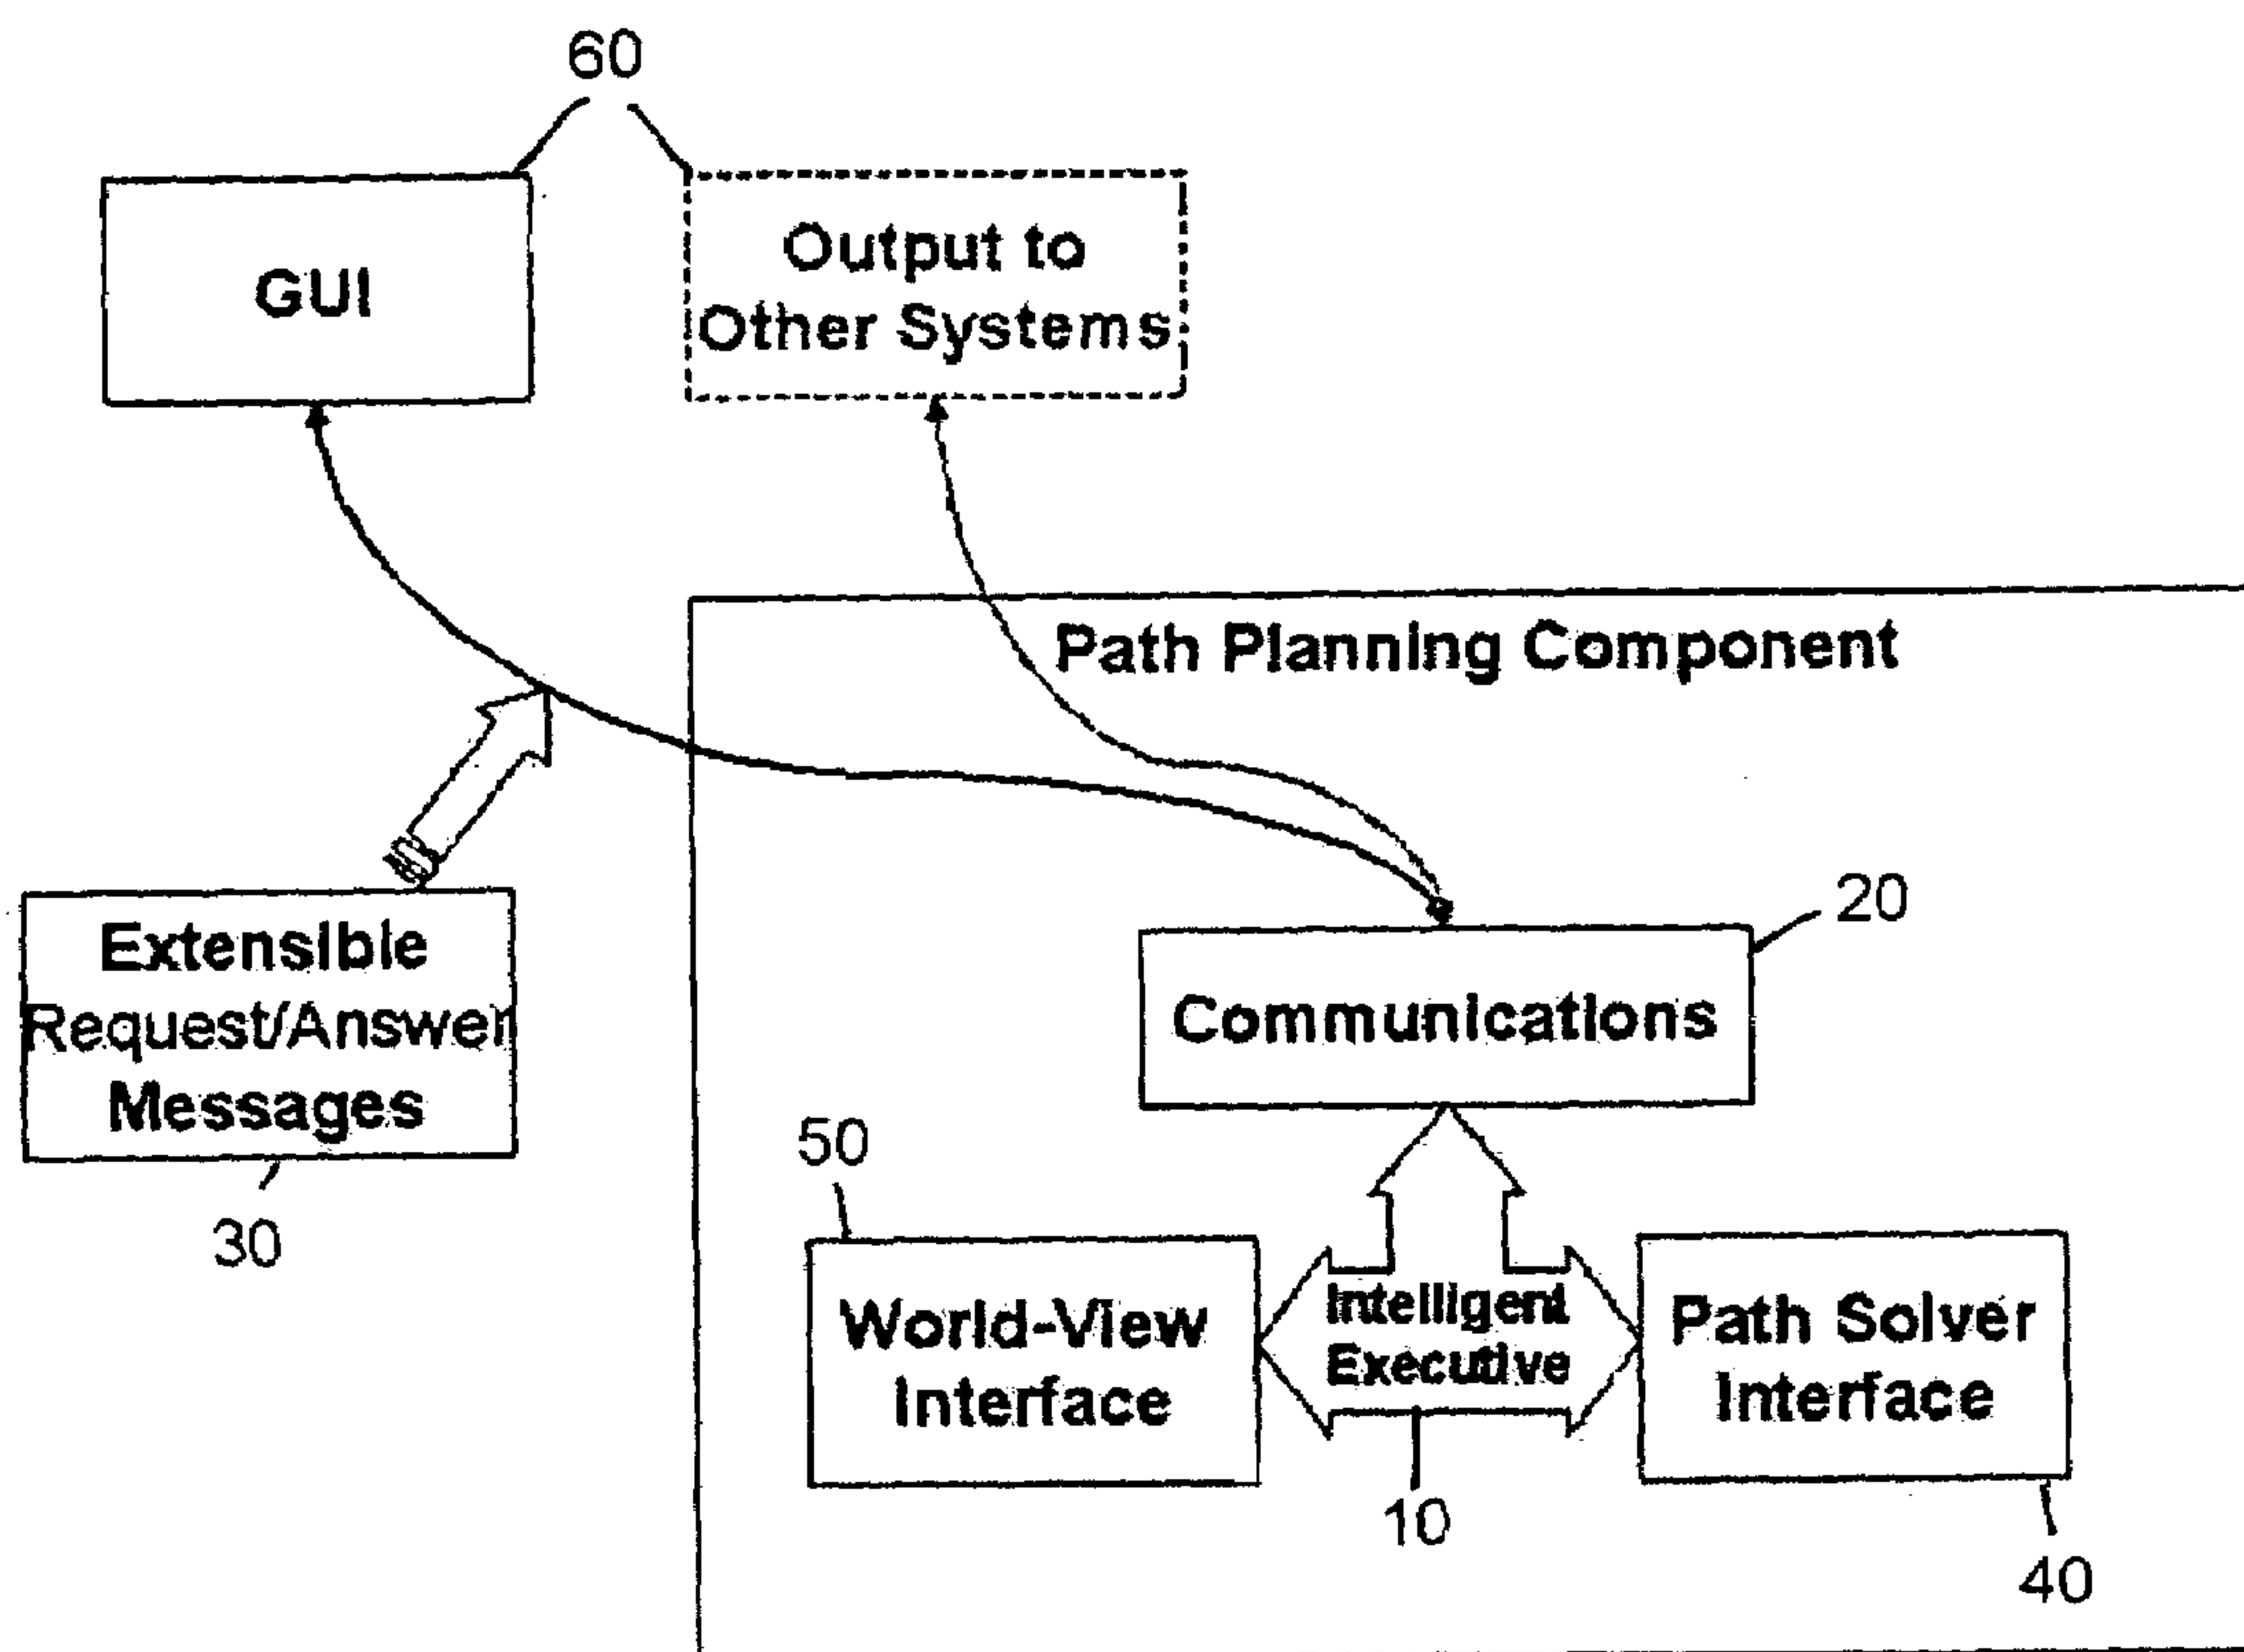 60
GUI
Output to
Other Systems
Path Planning Component
20
Extensible
Request/Answer
Messages
Communications
50
30
World-View
Interface
Intelligent
Executive
Path Solver
Interface
10
40